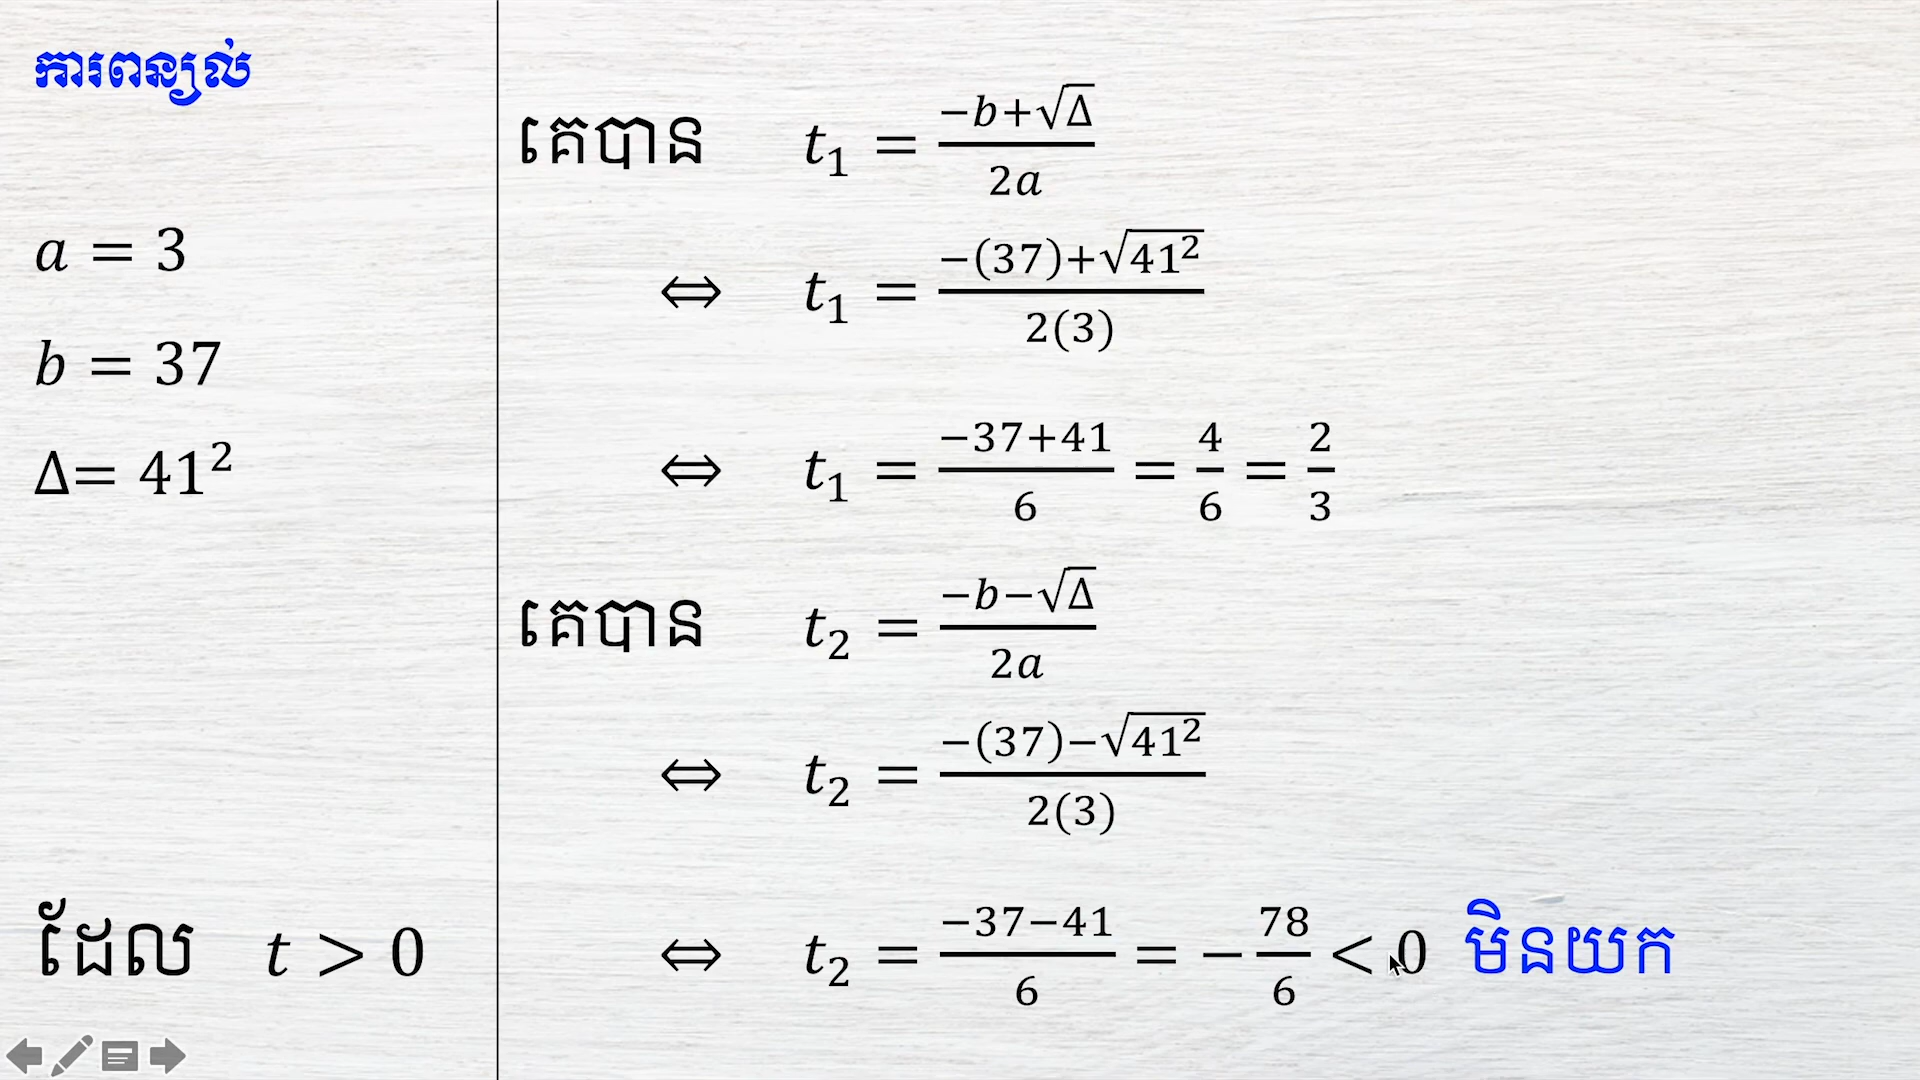 ការពន្យល់
a = 3
b = 37
Δ= 41²
ដែល t > 0
គេបាន t₁ = (−b+√Δ)/(2a)
⇔ t₁ = (−(37)+√41²)/(2(3))
⇔ t₁ = (−37+41)/6 = 4/6 = 2/3
គេបាន t₂ = (−b−√Δ)/(2a)
⇔ t₂ = (−(37)−√41²)/(2(3))
⇔ t₂ = (−37−41)/6 = −78/6 < 0 មិនយក